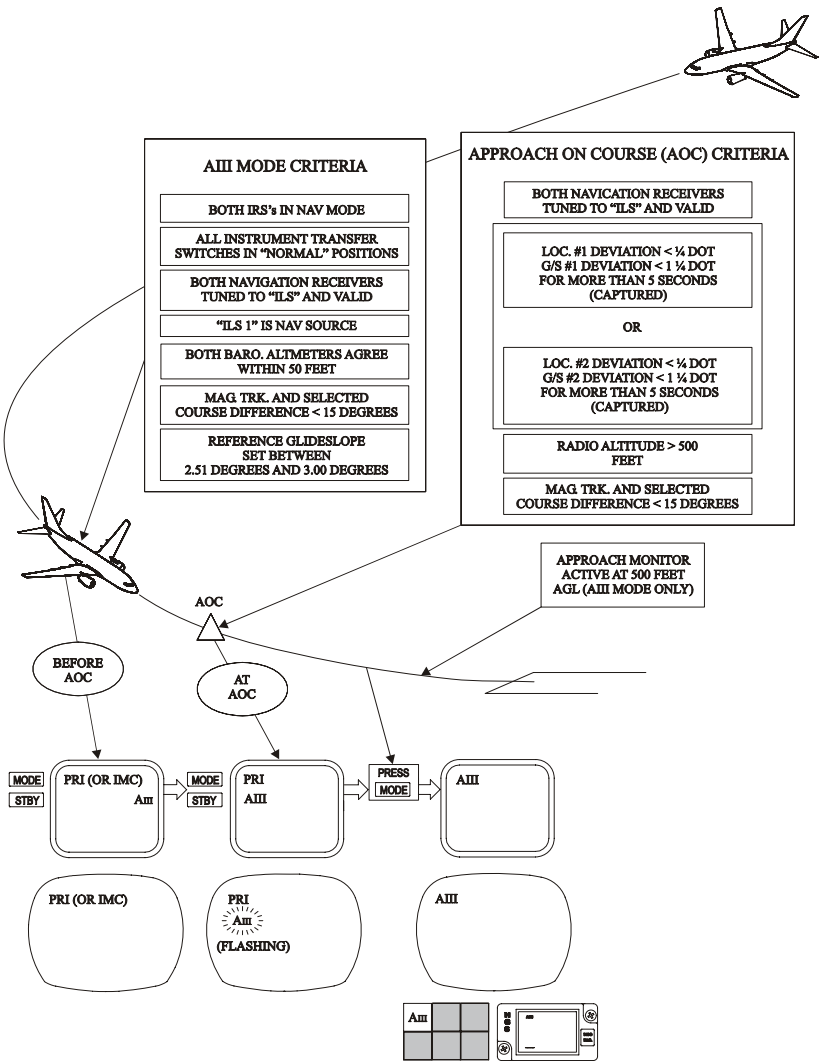 AIII MODE CRITERIA
BOTH IRS's IN NAV MODE
ALL INSTRUMENT TRANSFER
SWITCHES IN "NORMAL" POSITIONS
BOTH NAVIGATION RECEIVERS
TUNED TO "ILS" AND VALID
"ILS 1" IS NAV SOURCE
BOTH BARO. ALTMETERS AGREE
WITHIN 50 FEET
MAG. TRK. AND SELECTED
COURSE DIFFERENCE < 15 DEGREES
REFERENCE GLIDESLOPE
SET BETWEEN
2.51 DEGREES AND 3.00 DEGREES
APPROACH ON COURSE (AOC) CRITERIA
BOTH NAVICATION RECEIVERS
TUNED TO "ILS" AND VALID
LOC. #1 DEVIATION < ¼ DOT
G/S #1 DEVIATION < 1 ¼ DOT
FOR MORE THAN 5 SECONDS
(CAPTURED)
OR
LOC. #2 DEVIATION < ¼ DOT
G/S #2 DEVIATION < 1 ¼ DOT
FOR MORE THAN 5 SECONDS
(CAPTURED)
RADIO ALTITUDE > 500
FEET
MAG. TRK. AND SELECTED
COURSE DIFFERENCE < 15 DEGREES
APPROACH MONITOR
ACTIVE AT 500 FEET
AGL (AIII MODE ONLY)
AOC
BEFORE
AOC
AT
AOC
MODE
STBY
PRI (OR IMC)
AIII
MODE
STBY
PRI
AIII
PRESS
MODE
AIII
PRI (OR IMC)
PRI
AIII
(FLASHING)
AIII
AIII
HGS